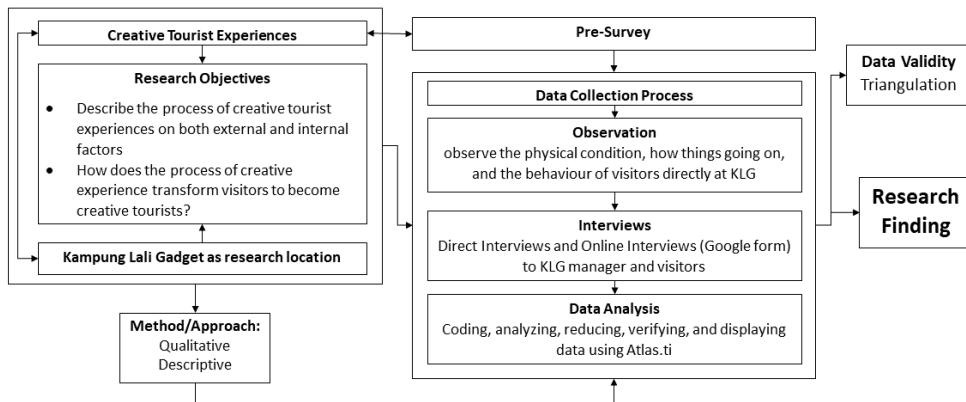 Creative Tourist Experiences
Research Objectives
● Describe the process of creative tourist
experiences on both external and internal
factors
● How does the process of creative
experience transform visitors to become
creative tourists?
Kampung Lali Gadget as research location
Method/Approach:
Qualitative
Descriptive
Pre-Survey
Data Collection Process
Observation
observe the physical condition, how things going on,
and the behaviour of visitors directly at KLG
Interviews
Direct Interviews and Online Interviews (Google form)
to KLG manager and visitors
Data Analysis
Coding, analyzing, reducing, verifying, and displaying
data using Atlas.ti
Data Validity
Triangulation
Research
Finding